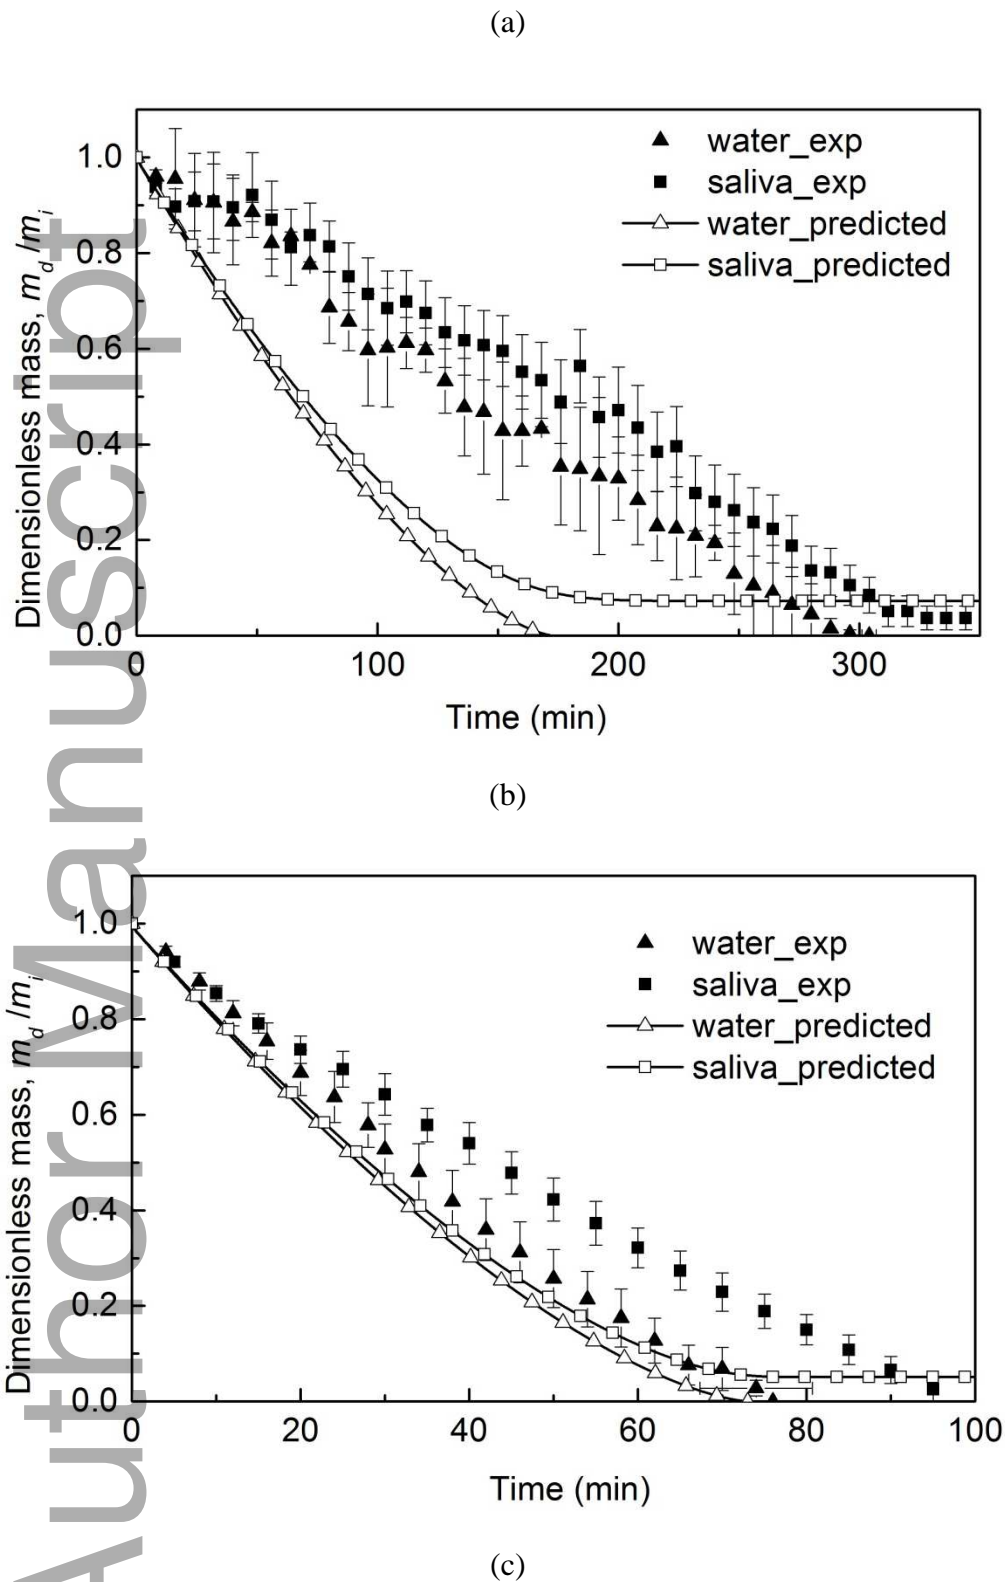 (a)
1.0
0.8
0.6
0.4
0.2
0.0
Dimensionless mass, m_d /m_i
water_exp
saliva_exp
water_predicted
saliva_predicted
0 100 200 300
Time (min)
(b)
1.0
0.8
0.6
0.4
0.2
0.0
Dimensionless mass, m_d /m_i
water_exp
saliva_exp
water_predicted
saliva_predicted
0 20 40 60 80 100
Time (min)
(c)
Author Manuscript